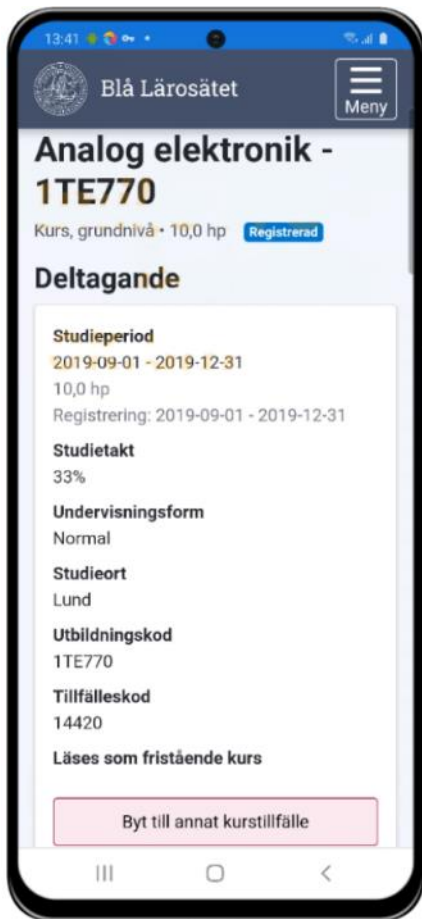 13:41
Blå Lärosätet
Meny
Analog elektronik -
1TE770
Kurs, grundnivå • 10,0 hp Registrerad
Deltagande
Studieperiod
2019-09-01 - 2019-12-31
10,0 hp
Registrering: 2019-09-01 - 2019-12-31
Studietakt
33%
Undervisningsform
Normal
Studieort
Lund
Utbildningskod
1TE770
Tillfälleskod
14420
Läses som fristående kurs
Byt till annat kurstillfälle